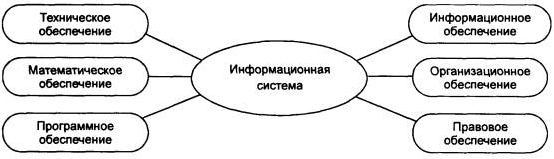 Техническое
обеспечение
Математическое
обеспечение
Программное
обеспечение
Информационная
система
Информационное
обеспечение
Организационное
обеспечение
Правовое
обеспечение